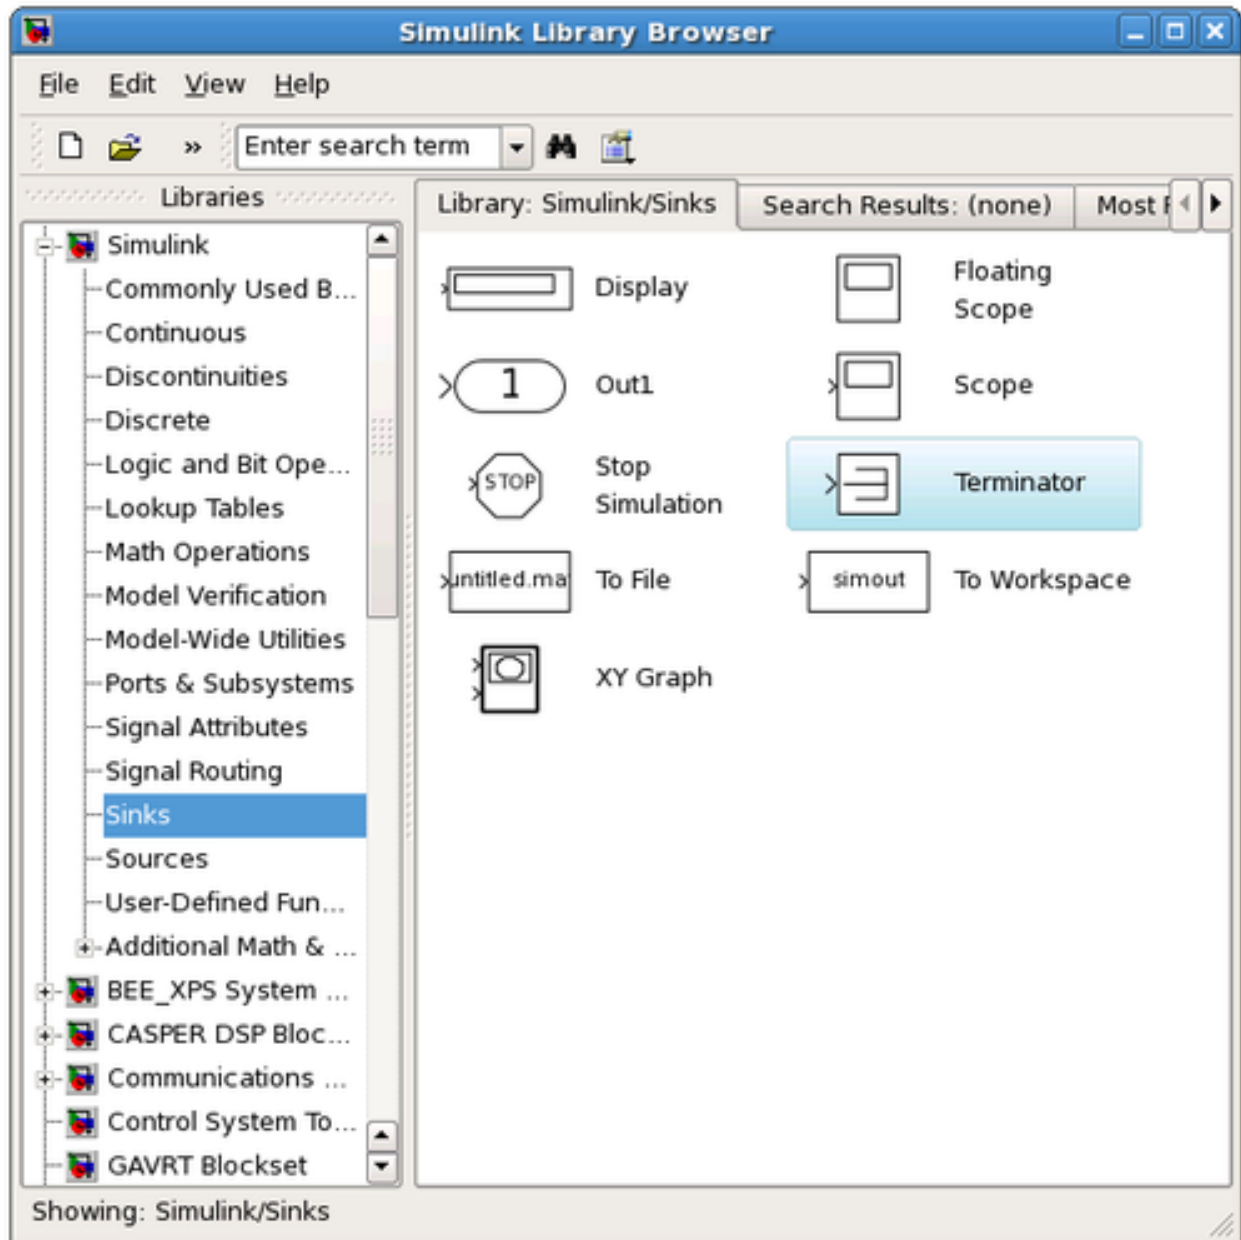 Simulink Library Browser
File Edit View Help
» Enter search term
Libraries
Simulink
Commonly Used B...
Continuous
Discontinuities
Discrete
Logic and Bit Ope...
Lookup Tables
Math Operations
Model Verification
Model-Wide Utilities
Ports & Subsystems
Signal Attributes
Signal Routing
Sinks
Sources
User-Defined Fun...
Additional Math & ...
BEE_XPS System ...
CASPER DSP Bloc...
Communications ...
Control System To...
GAVRT Blockset
Library: Simulink/Sinks Search Results: (none) Most
Display
Floating
Scope
1 Out1
Scope
STOP
Stop
Simulation
Terminator
untitled.ma To File
simout To Workspace
XY Graph
Showing: Simulink/Sinks